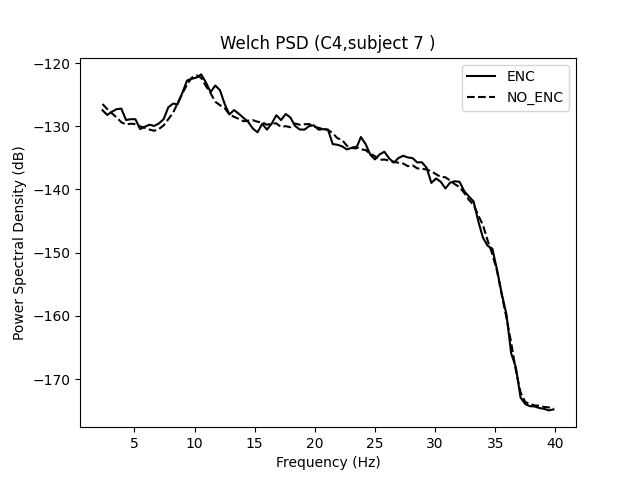 Welch PSD (C4,subject 7 )
ENC
NO_ENC
Power Spectral Density (dB)
−120
−130
−140
−150
−160
−170
5 10 15 20 25 30 35 40
Frequency (Hz)